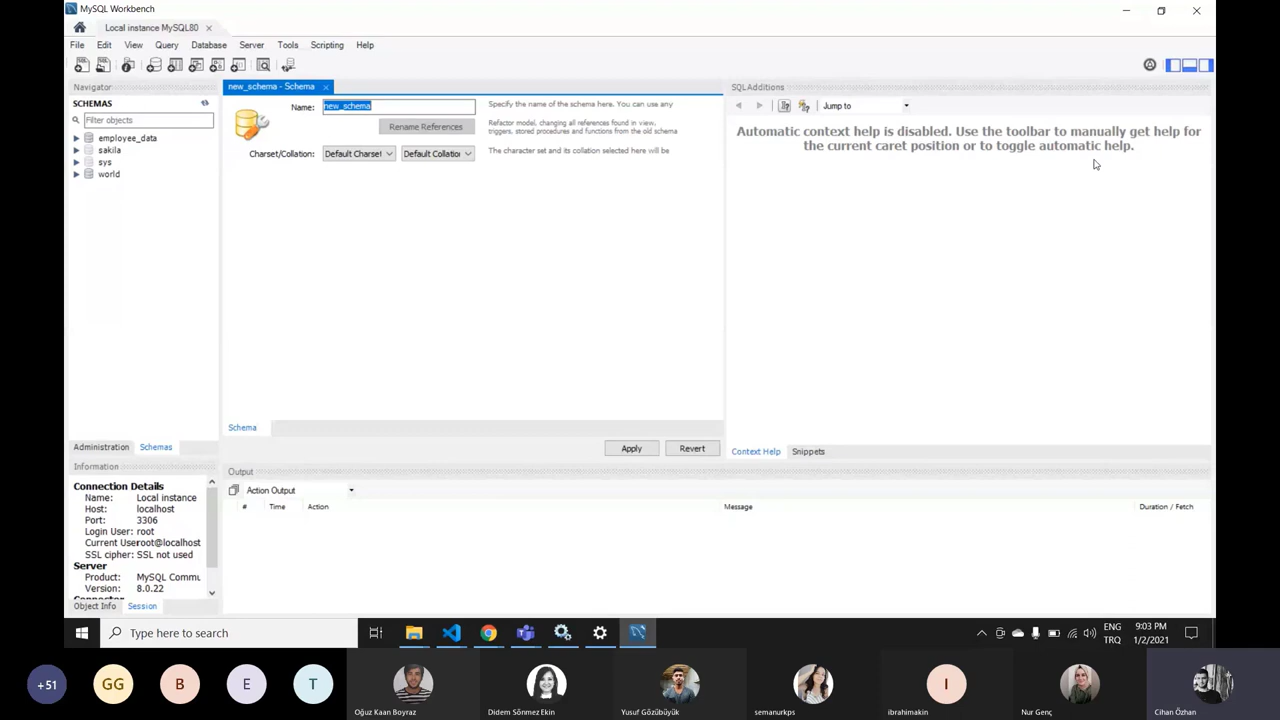 MySQL Workbench
Local instance MySQL80
File Edit View Query Database Server Tools Scripting Help
Navigator
SCHEMAS
Filter objects
employee_data
sakila
sys
world
Administration Schemas
new_schema - Schema
Name: new_schema
Specify the name of the schema here. You can use any
Rename References
Refactor model, changing all references found in view,
triggers, stored procedures and functions from the old schema
Charset/Collation: Default Charset Default Collation
The character set and its collation selected here will be
Schema
Apply Revert
SQLAdditions
Jump to
Automatic context help is disabled. Use the toolbar to manually get help for
the current caret position or to toggle automatic help.
Context Help Snippets
Information
Connection Details
Name: Local instance
Host: localhost
Port: 3306
Login User: root
Current User root@localhost
SSL cipher: SSL not used
Server
Product: MySQL Commu
Version: 8.0.22
Object Info Session
Output
Action Output
# Time Action Message Duration / Fetch
Type here to search
ENG
TRQ
9:03 PM
1/2/2021
+51
GG
B
E
T
I
Oğuz Kaan Boyraz
Didem Sönmez Ekin
Yusuf Gözübüyük
semanurkps
ibrahimakin
Nur Genç
Cihan Özhan